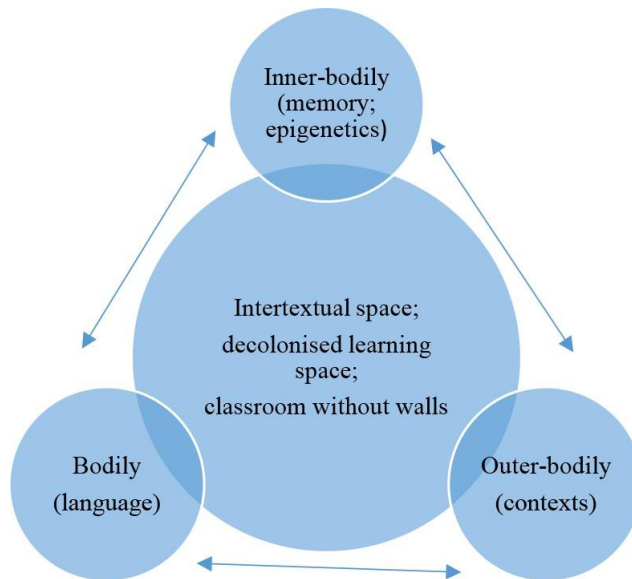 Inner-bodily
(memory;
epigenetics)
Intertextual space;
decolonised learning
space;
classroom without walls
Bodily
(language)
Outer-bodily
(contexts)